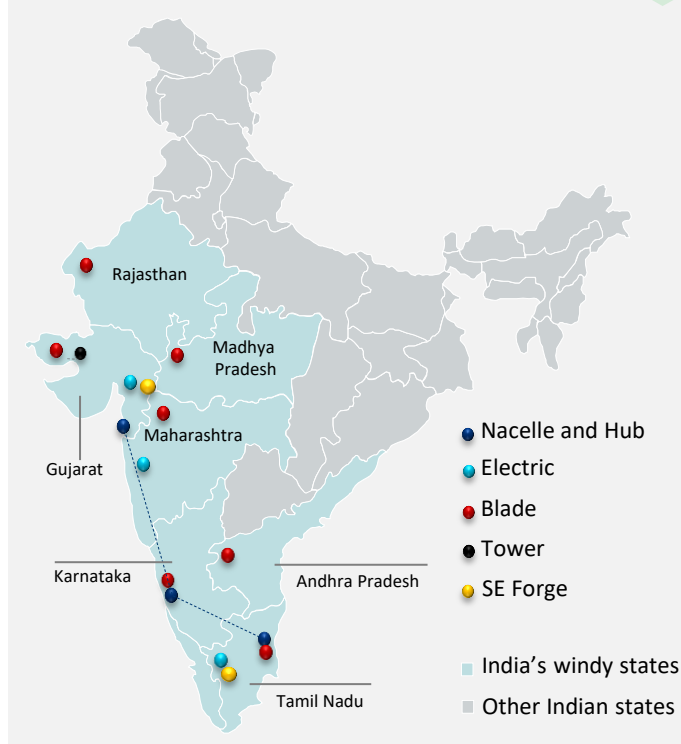 Rajasthan
Madhya
Pradesh
Maharashtra
Gujarat
Karnataka
Andhra Pradesh
Tamil Nadu
Nacelle and Hub
Electric
Blade
Tower
SE Forge
India’s windy states
Other Indian states